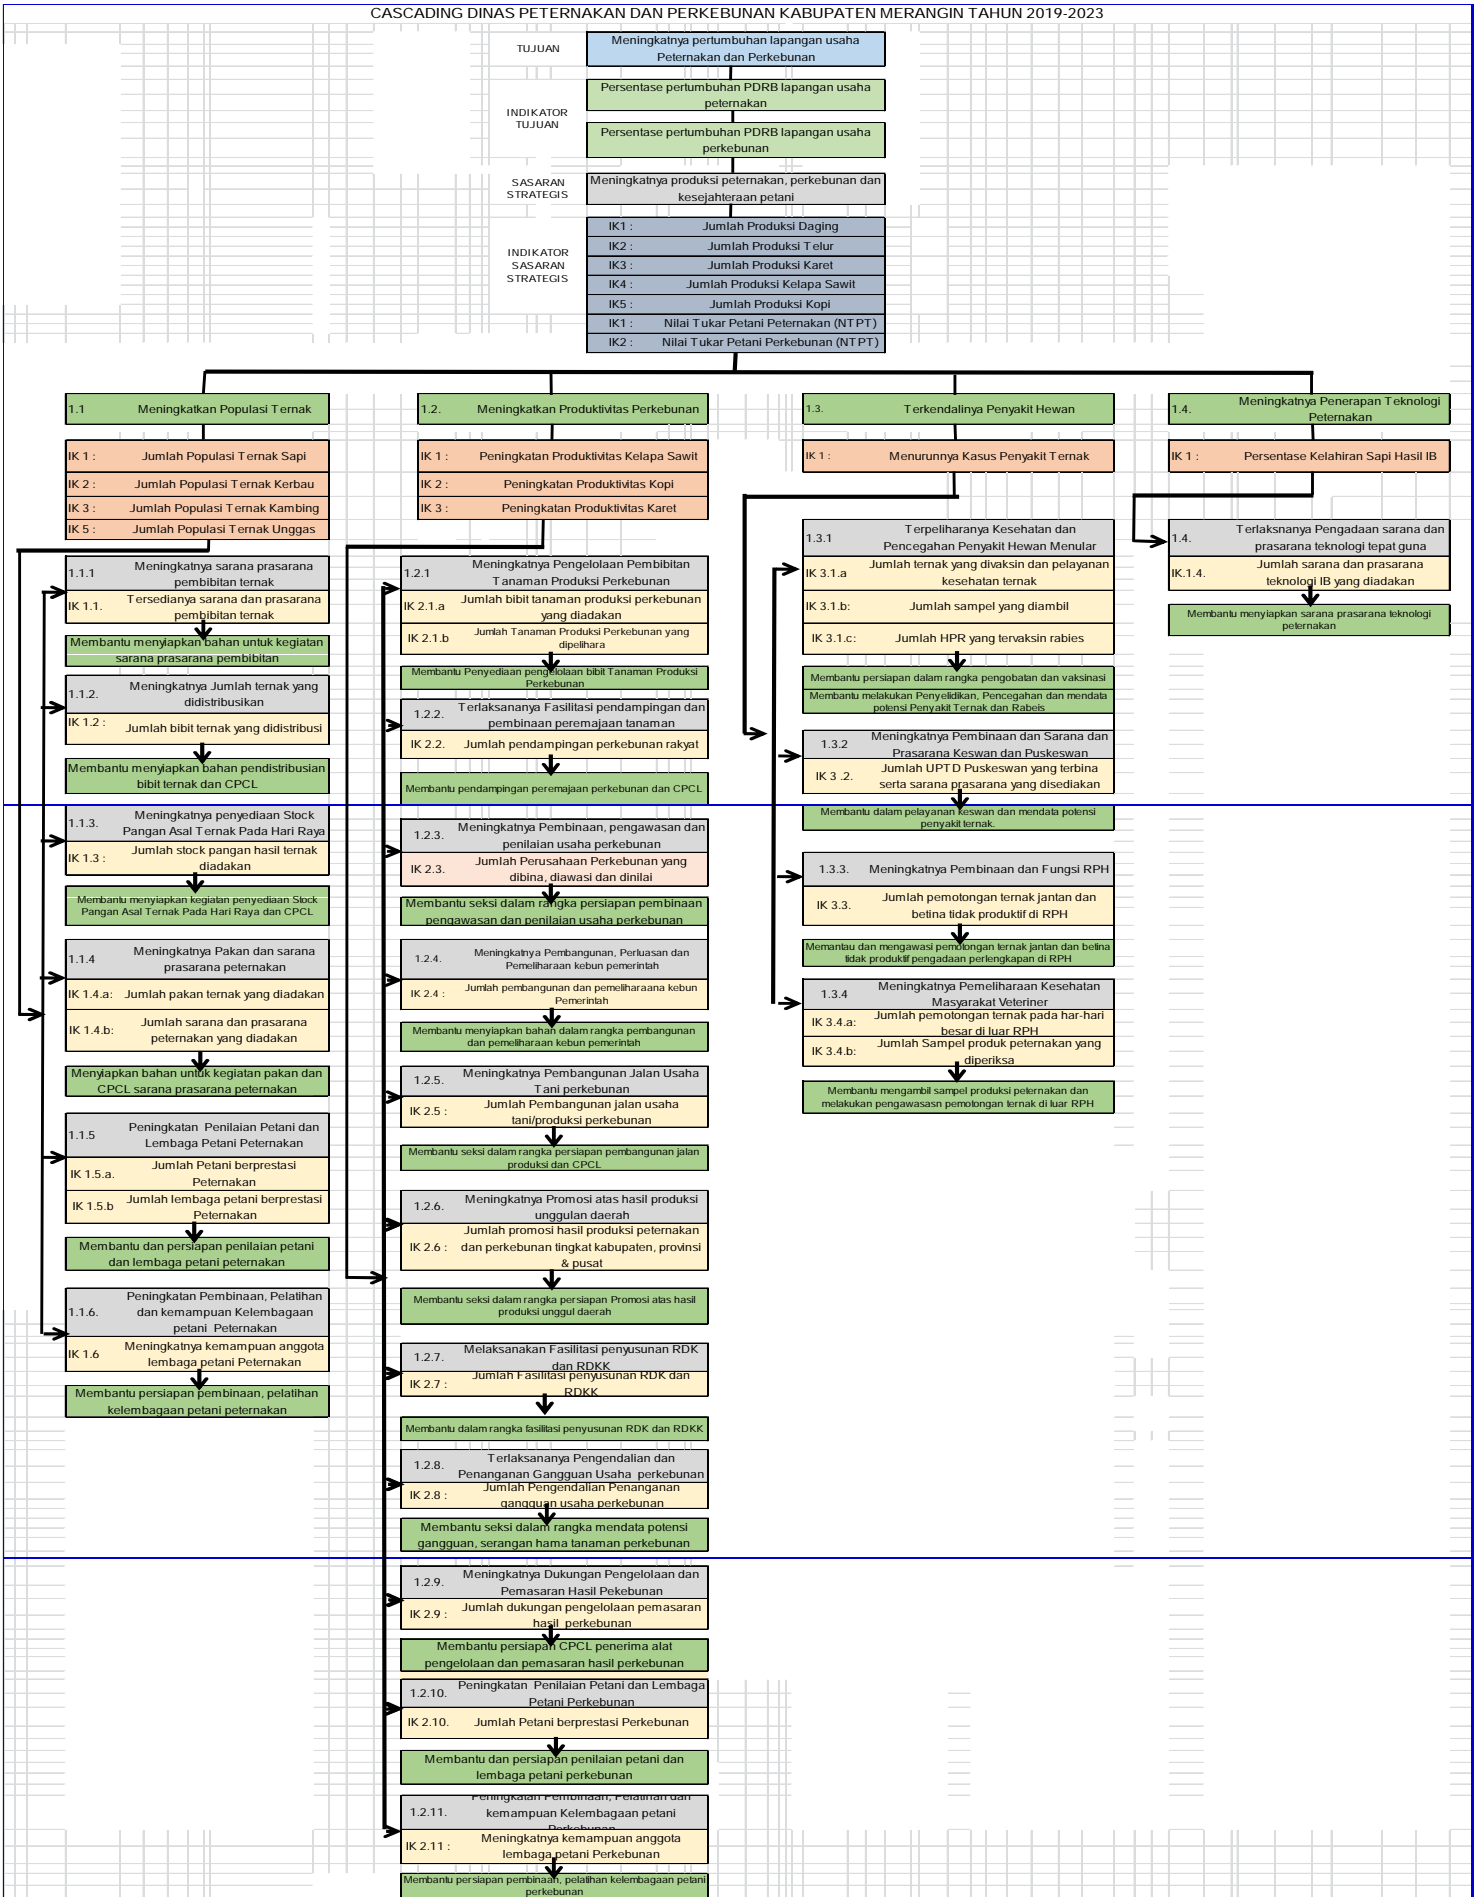 CASCADING DINAS PETERNAKAN DAN PERKEBUNAN KABUPATEN MERANGIN TAHUN 2019-2023
TUJUAN
Meningkatnya pertumbuhan lapangan usaha
Peternakan dan Perkebunan
INDIKATOR
TUJUAN
Persentase pertumbuhan PDRB lapangan usaha
peternakan
Persentase pertumbuhan PDRB lapangan usaha
perkebunan
SASARAN
STRATEGIS
Meningkatnya produksi peternakan, perkebunan dan
kesejahteraan petani
INDIKATOR
SASARAN
STRATEGIS
IK1 : Jumlah Produksi Daging
IK2 : Jumlah Produksi Telur
IK3 : Jumlah Produksi Karet
IK4 : Jumlah Produksi Kelapa Sawit
IK5 : Jumlah Produksi Kopi
IK1 : Nilai Tukar Petani Peternakan (NTPT)
IK2 : Nilai Tukar Petani Perkebunan (NTPT)
1.1 Meningkatkan Populasi Ternak
IK 1 : Jumlah Populasi Ternak Sapi
IK 2 : Jumlah Populasi Ternak Kerbau
IK 3 : Jumlah Populasi Ternak Kambing
IK 5 : Jumlah Populasi Ternak Unggas
1.1.1 Meningkatnya sarana prasarana
pembibitan ternak
IK 1.1. Tersedianya sarana dan prasarana
pembibitan ternak
Membantu menyiapkan bahan untuk kegiatan
sarana prasarana pembibitan
1.1.2. Meningkatnya Jumlah ternak yang
didistribusikan
IK 1.2 : Jumlah bibit ternak yang didistribusi
Membantu menyiapkan bahan pendistribusian
bibit ternak dan CPCL
1.1.3. Meningkatnya penyediaan Stock
Pangan Asal Ternak Pada Hari Raya
IK 1.3 : Jumlah stock pangan hasil ternak
diadakan
Membantu menyiapkan kegiatan penyediaan Stock
Pangan Asal Ternak Pada Hari Raya dan CPCL
1.1.4 Meningkatnya Pakan dan sarana
prasarana peternakan
IK 1.4.a: Jumlah pakan ternak yang diadakan
IK 1.4.b: Jumlah sarana dan prasarana
peternakan yang diadakan
Menyiapkan bahan untuk kegiatan pakan dan
CPCL sarana prasarana peternakan
1.1.5 Peningkatan Penilaian Petani dan
Lembaga Petani Peternakan
IK 1.5.a. Jumlah Petani berprestasi
Peternakan
IK 1.5.b Jumlah lembaga petani berprestasi
Peternakan
Membantu dan persiapan penilaian petani
dan lembaga petani peternakan
1.1.6. Peningkatan Pembinaan, Pelatihan
dan kemampuan Kelembagaan
petani Peternakan
IK 1.6 Meningkatnya kemampuan anggota
lembaga petani Peternakan
Membantu persiapan pembinaan, pelatihan
kelembagaan petani peternakan
1.2. Meningkatkan Produktivitas Perkebunan
IK 1 : Peningkatan Produktivitas Kelapa Sawit
IK 2 : Peningkatan Produktivitas Kopi
IK 3 : Peningkatan Produktivitas Karet
1.2.1 Meningkatnya Pengelolaan Pembibitan
Tanaman Produksi Perkebunan
IK 2.1.a Jumlah bibit tanaman produksi perkebunan
yang diadakan
IK 2.1.b Jumlah Tanaman Produksi Perkebunan yang
dipelihara
Membantu Penyediaan pengelolaan bibit Tanaman Produksi
Perkebunan
1.2.2. Terlaksananya Fasilitasi pendampingan dan
pembinaan peremajaan tanaman
IK 2.2. Jumlah pendampingan perkebunan rakyat
Membantu pendampingan peremajaan perkebunan dan CPCL
1.2.3. Meningkatnya Pembinaan, pengawasan dan
penilaian usaha perkebunan
IK 2.3. Jumlah Perusahaan Perkebunan yang
dibina, diawasi dan dinilai
Membantu seksi dalam rangka persiapan pembinaan
pengawasan dan penilaian usaha perkebunan
1.2.4. Meningkatnya Pembangunan, Perluasan dan
Pemeliharaan kebun pemerintah
IK 2.4 : Jumlah pembangunan dan pemeliharaana kebun
Pemerintah
Membantu menyiapkan bahan dalam rangka pembangunan
dan pemeliharaan kebun pemerintah
1.2.5. Meningkatnya Pembangunan Jalan Usaha
Tani perkebunan
IK 2.5 : Jumlah Pembangunan jalan usaha
tani/produksi perkebunan
Membantu seksi dalam rangka persiapan pembangunan jalan
produksi dan CPCL
1.2.6. Meningkatnya Promosi atas hasil produksi
unggulan daerah
IK 2.6 : Jumlah promosi hasil produksi peternakan
dan perkebunan tingkat kabupaten, provinsi
& pusat
Membantu seksi dalam rangka persiapan Promosi atas hasil
produksi unggul daerah
1.2.7. Melaksanakan Fasilitasi penyusunan RDK
dan RDKK
IK 2.7 : Jumlah Fasilitasi penyusunan RDK dan
RDKK
Membantu dalam rangka fasilitasi penyusunan RDK dan RDKK
1.2.8. Terlaksananya Pengendalian dan
Penanganan Gangguan Usaha perkebunan
IK 2.8 : Jumlah Pengendalian Penanganan
gangguan usaha perkebunan
Membantu seksi dalam rangka mendata potensi
gangguan, serangan hama tanaman perkebunan
1.2.9. Meningkatnya Dukungan Pengelolaan dan
Pemasaran Hasil Pekebunan
IK 2.9 : Jumlah dukungan pengelolaan pemasaran
hasil perkebunan
Membantu persiapan CPCL penerima alat
pengelolaan dan pemasaran hasil perkebunan
1.2.10. Peningkatan Penilaian Petani dan Lembaga
Petani Perkebunan
IK 2.10. Jumlah Petani berprestasi Perkebunan
Membantu dan persiapan penilaian petani dan
lembaga petani perkebunan
1.2.11. Peningkatan Pembinaan, Pelatihan dan
kemampuan Kelembagaan petani
Perkebunan
IK 2.11 : Meningkatnya kemampuan anggota
lembaga petani Perkebunan
Membantu persiapan pembinaan, pelatihan kelembagaan petani
perkebunan
1.3. Terkendalinya Penyakit Hewan
IK 1 : Menurunnya Kasus Penyakit Ternak
1.3.1 Terpeliharanya Kesehatan dan
Pencegahan Penyakit Hewan Menular
IK 3.1.a Jumlah ternak yang divaksin dan pelayanan
kesehatan ternak
IK 3.1.b: Jumlah sampel yang diambil
IK 3.1.c: Jumlah HPR yang tervaksin rabies
Membantu persiapan dalam rangka pengobatan dan vaksinasi
Membantu melakukan Penyelidikan, Pencegahan dan mendata
potensi Penyakit Ternak dan Rabeis
1.3.2 Meningkatnya Pembinaan dan Sarana dan
Prasarana Keswan dan Puskeswan
IK 3 .2. Jumlah UPTD Puskeswan yang terbina
serta sarana prasarana yang disediakan
Membantu dalam pelayanan keswan dan mendata potensi
penyakit ternak.
1.3.3. Meningkatnya Pembinaan dan Fungsi RPH
IK 3.3. Jumlah pemotongan ternak jantan dan
betina tidak produktif di RPH
Memantau dan mengawasi pemotongan ternak jantan dan betina
tidak produktif pengadaan perlengkapan di RPH
1.3.4 Meningkatnya Pemeliharaan Kesehatan
Masyarakat Veteriner
IK 3.4.a: Jumlah pemotongan ternak pada har-hari
besar di luar RPH
IK 3.4.b: Jumlah Sampel produk peternakan yang
diperiksa
Membantu mengambil sampel produksi peternakan dan
melakukan pengawasasn pemotongan ternak di luar RPH
1.4. Meningkatnya Penerapan Teknologi
Peternakan
IK 1 : Persentase Kelahiran Sapi Hasil IB
1.4. Terlaksnanya Pengadaan sarana dan
prasarana teknologi tepat guna
IK.1.4. Jumlah sarana dan prasarana
teknologi IB yang diadakan
Membantu menyiapkan sarana prasarana teknologi
peternakan